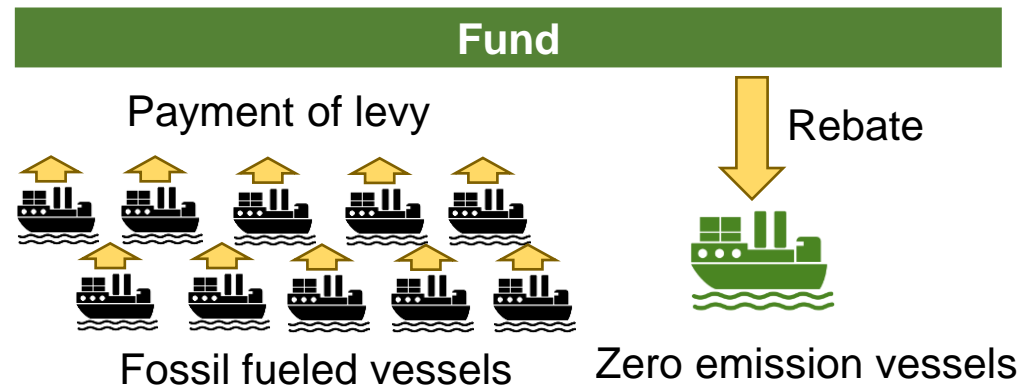 Fund
Payment of levy
Rebate
Fossil fueled vessels
Zero emission vessels